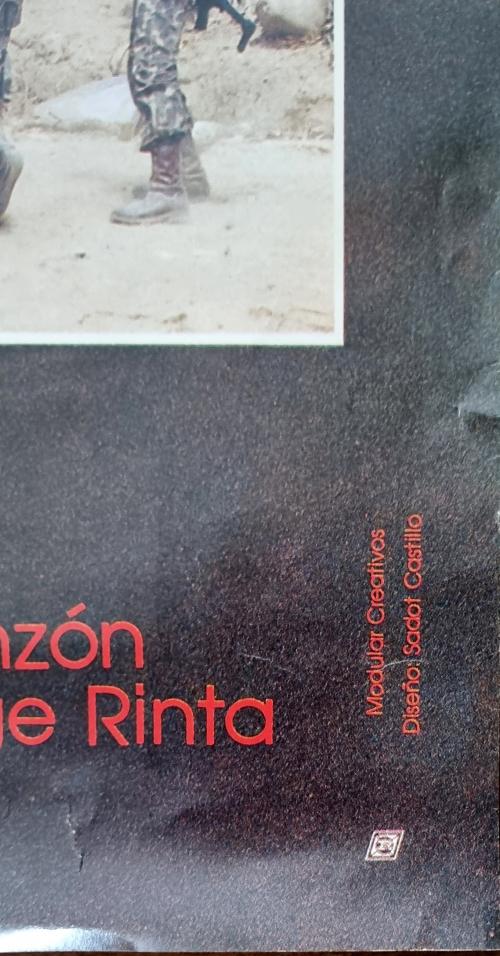 nzón
ge Rinta
Modular Creativos
Diseño: Sadot Castillo